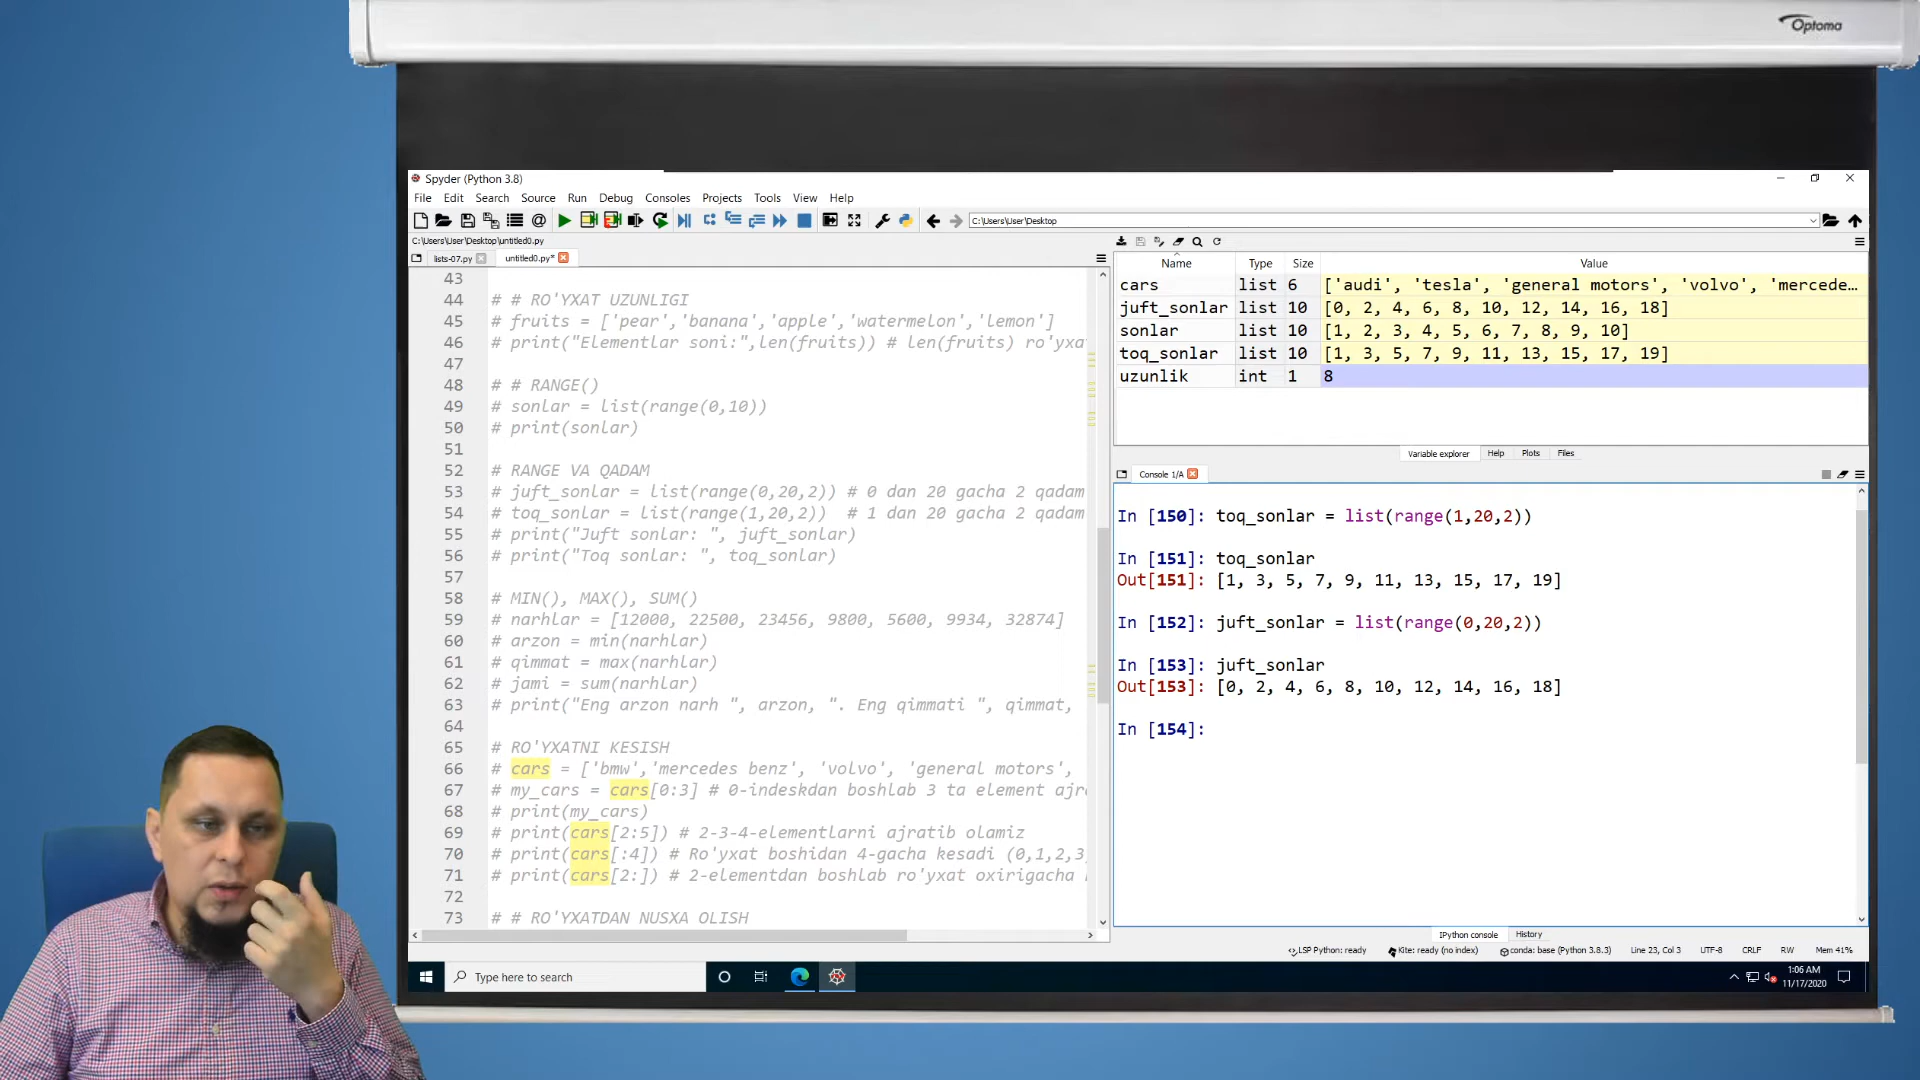 Optoma
Spyder (Python 3.8)
File Edit Search Source Run Debug Consoles Projects Tools View Help
C:\Users\User\Desktop
C:\Users\User\Desktop\untitled0.py
lists-07.py untitled0.py*
43
44 # # RO'YXAT UZUNLIGI
45 # fruits = ['pear','banana','apple','watermelon','lemon']
46 # print("Elementlar soni:",len(fruits)) # len(fruits) ro'yxa
47
48 # # RANGE()
49 # sonlar = list(range(0,10))
50 # print(sonlar)
51
52 # RANGE VA QADAM
53 # juft_sonlar = list(range(0,20,2)) # 0 dan 20 gacha 2 qadam
54 # toq_sonlar = list(range(1,20,2)) # 1 dan 20 gacha 2 qadam
55 # print("Juft sonlar: ", juft_sonlar)
56 # print("Toq sonlar: ", toq_sonlar)
57
58 # MIN(), MAX(), SUM()
59 # narhlar = [12000, 22500, 23456, 9800, 5600, 9934, 32874]
60 # arzon = min(narhlar)
61 # qimmat = max(narhlar)
62 # jami = sum(narhlar)
63 # print("Eng arzon narh ", arzon, ". Eng qimmati ", qimmat,
64
65 # RO'YXATNI KESISH
66 # cars = ['bmw','mercedes benz', 'volvo', 'general motors',
67 # my_cars = cars[0:3] # 0-indeskdan boshlab 3 ta element ajr
68 # print(my_cars)
69 # print(cars[2:5]) # 2-3-4-elementlarni ajratib olamiz
70 # print(cars[:4]) # Ro'yxat boshidan 4-gacha kesadi (0,1,2,3
71 # print(cars[2:]) # 2-elementdan boshlab ro'yxat oxirigacha
72
73 # # RO'YXATDAN NUSXA OLISH
Name Type Size Value
cars list 6 ['audi', 'tesla', 'general motors', 'volvo', 'mercede…
juft_sonlar list 10 [0, 2, 4, 6, 8, 10, 12, 14, 16, 18]
sonlar list 10 [1, 2, 3, 4, 5, 6, 7, 8, 9, 10]
toq_sonlar list 10 [1, 3, 5, 7, 9, 11, 13, 15, 17, 19]
uzunlik int 1 8
Variable explorer Help Plots Files
Console 1/A
In [150]: toq_sonlar = list(range(1,20,2))
In [151]: toq_sonlar
Out[151]: [1, 3, 5, 7, 9, 11, 13, 15, 17, 19]
In [152]: juft_sonlar = list(range(0,20,2))
In [153]: juft_sonlar
Out[153]: [0, 2, 4, 6, 8, 10, 12, 14, 16, 18]
In [154]:
IPython console History
LSP Python: ready Kite: ready (no index) conda: base (Python 3.8.3) Line 23, Col 3 UTF-8 CRLF RW Mem 41%
Type here to search
1:06 AM
11/17/2020